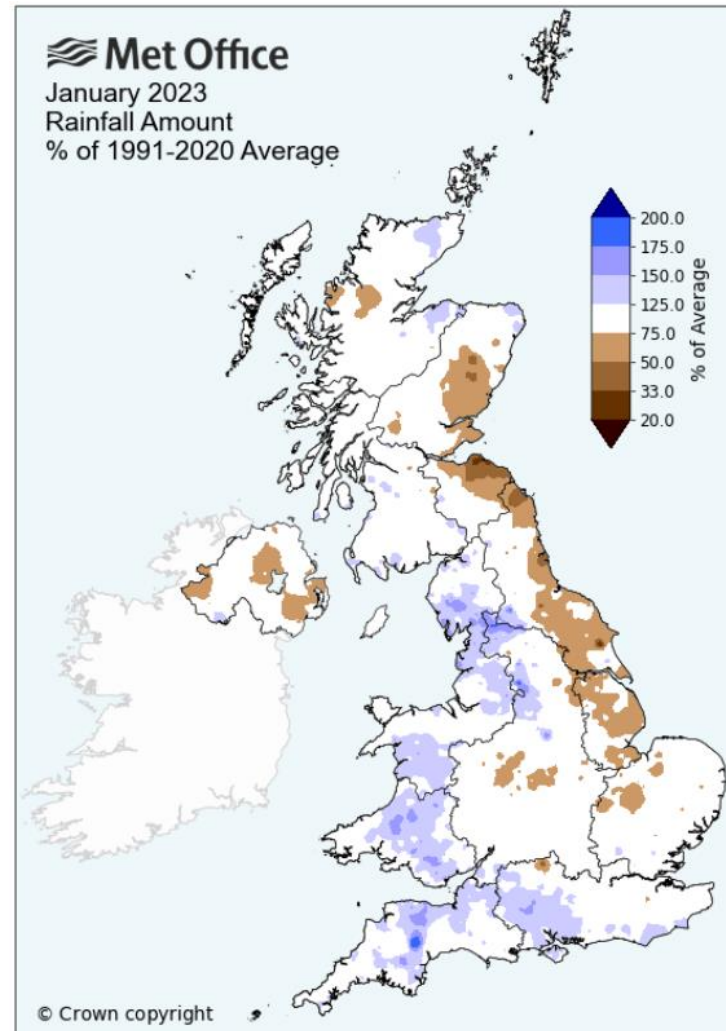 Met Office
January 2023
Rainfall Amount
% of 1991-2020 Average
200.0
175.0
150.0
125.0
75.0
50.0
33.0
20.0
% of Average
© Crown copyright